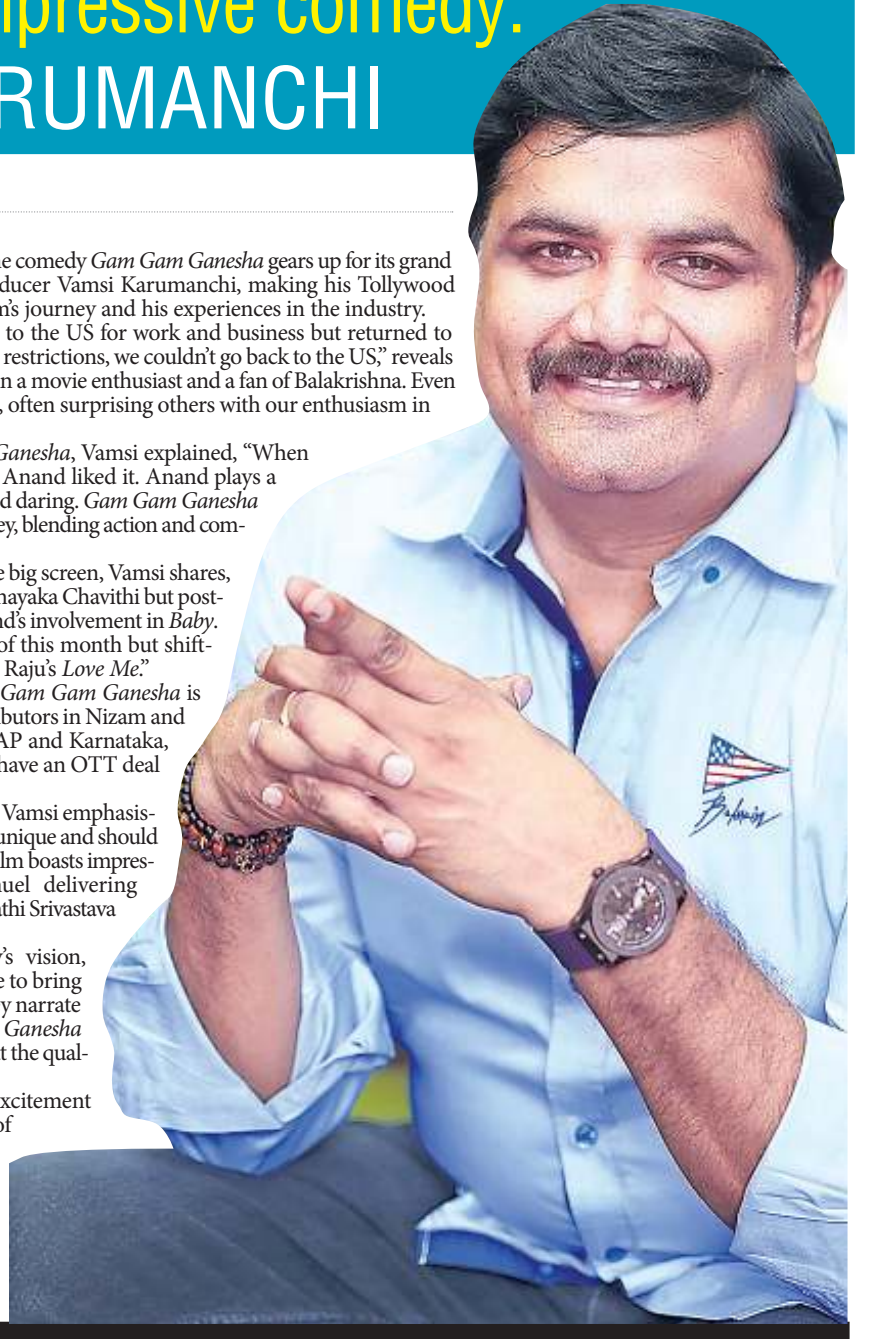 mpressive comedy:
RUMANCHI
e comedy Gam Gam Ganesha gears up for its grand
ducer Vamsi Karumanchi, making his Tollywood
m’s journey and his experiences in the industry.
to the US for work and business but returned to
restrictions, we couldn’t go back to the US,” reveals
n a movie enthusiast and a fan of Balakrishna. Even
, often surprising others with our enthusiasm in
Ganesha, Vamsi explained, “When
Anand liked it. Anand plays a
d daring. Gam Gam Ganesha
ey, blending action and com-
e big screen, Vamsi shares,
nayaka Chavithi but post-
nd’s involvement in Baby.
of this month but shift-
Raju’s Love Me.”
Gam Gam Ganesha is
ibutors in Nizam and
AP and Karnataka,
have an OTT deal
Vamsi emphasis-
unique and should
lm boasts impres-
nuel delivering
athi Srivastava
y’s vision,
e to bring
y narrate
Ganesha
t the qual-
xcitement
of
Balmain